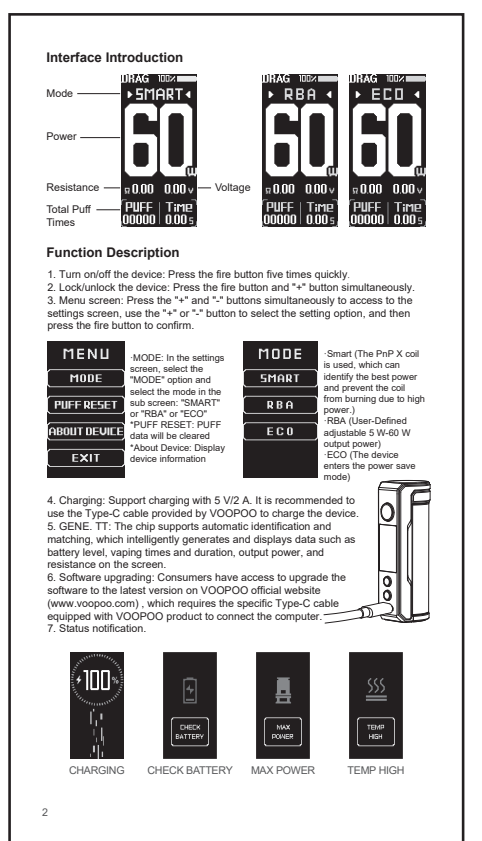 Interface Introduction
Mode
Power
Resistance
Total Puff
Times
Voltage
DRAG 100%
SMART
60W
Ω0.00 0.00V
PUFF Time
00000 0.00s
DRAG 100%
RBA
60W
Ω0.00 0.00V
PUFF Time
00000 0.00s
DRAG 100%
ECO
60W
Ω0.00 0.00V
PUFF Time
00000 0.00s
Function Description
1. Turn on/off the device: Press the fire button five times quickly.
2. Lock/unlock the device: Press the fire button and "+" button simultaneously.
3. Menu screen: Press the "+" and "-" buttons simultaneously to access to the
settings screen, use the "+" or "-" button to select the setting option, and then
press the fire button to confirm.
MENU
MODE
PUFF RESET
ABOUT DEVICE
EXIT
·MODE: In the settings
screen, select the
"MODE" option and
select the mode in the
sub screen: "SMART"
or "RBA" or "ECO"
*PUFF RESET: PUFF
data will be cleared
*About Device: Display
device information
MODE
SMART
RBA
ECO
·Smart (The PnP X coil
is used, which can
identify the best power
and prevent the coil
from burning due to high
power.)
·RBA (User-Defined
adjustable 5 W-60 W
output power)
·ECO (The device
enters the power save
mode)
4. Charging: Support charging with 5 V/2 A. It is recommended to
use the Type-C cable provided by VOOPOO to charge the device.
5. GENE. TT: The chip supports automatic identification and
matching, which intelligently generates and displays data such as
battery level, vaping times and duration, output power, and
resistance on the screen.
6. Software upgrading: Consumers have access to upgrade the
software to the latest version on VOOPOO official website
(www.voopoo.com) , which requires the specific Type-C cable
equipped with VOOPOO product to connect the computer.
7. Status notification.
100%
CHECK
BATTERY
MAX
POWER
TEMP
HIGH
CHARGING
CHECK BATTERY
MAX POWER
TEMP HIGH
2